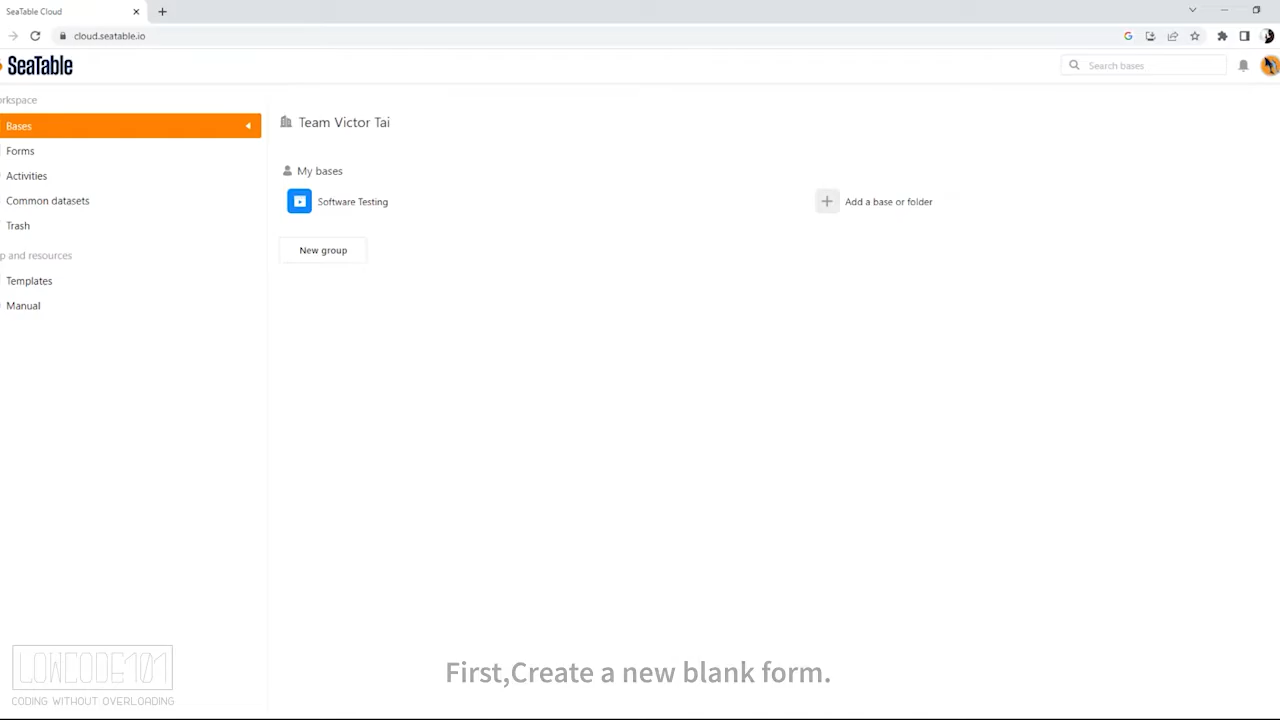 SeaTable Cloud
cloud.seatable.io
SeaTable
Search bases
rkspace
Bases
Forms
Activities
Common datasets
Trash
p and resources
Templates
Manual
Team Victor Tai
My bases
Software Testing
Add a base or folder
New group
LOWCODE101
CODING WITHOUT OVERLOADING
First,Create a new blank form.